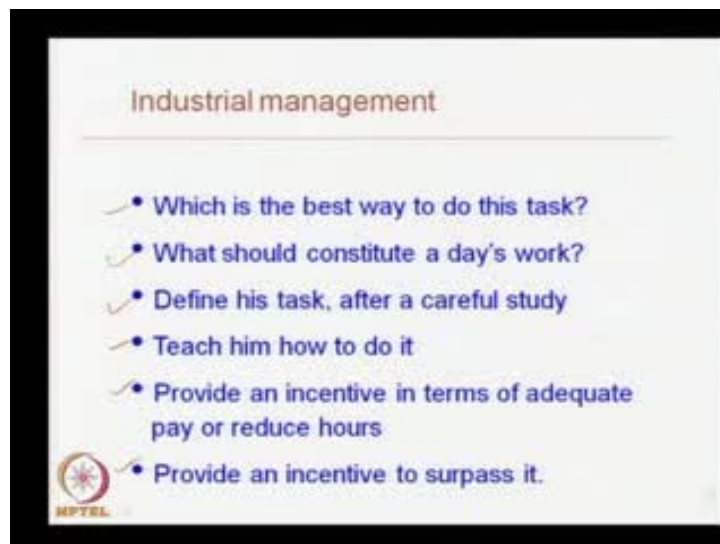 Industrial management
• Which is the best way to do this task?
• What should constitute a day's work?
• Define his task, after a careful study
• Teach him how to do it
• Provide an incentive in terms of adequate
pay or reduce hours
• Provide an incentive to surpass it.
NPTEL